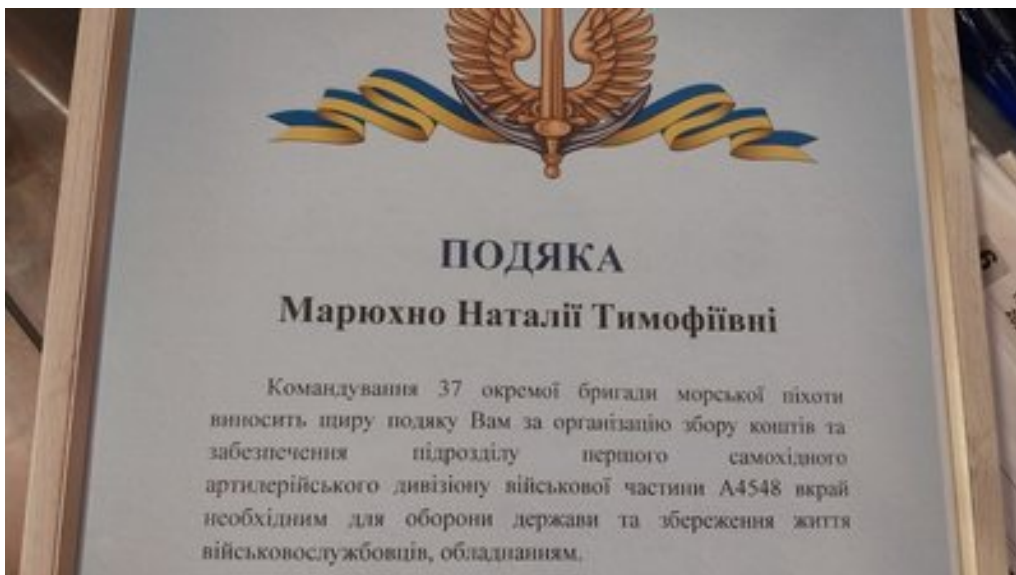 ПОДЯКА
Марюхно Наталії Тимофіївні
Командування 37 окремої бригади морської піхоти
виносить щиру подяку Вам за організацію збору коштів та
забезпечення підрозділу першого самохідного
артилерійського дивізіону військової частини А4548 вкрай
необхідним для оборони держави та збереження життя
військовослужбовців, обладнанням.